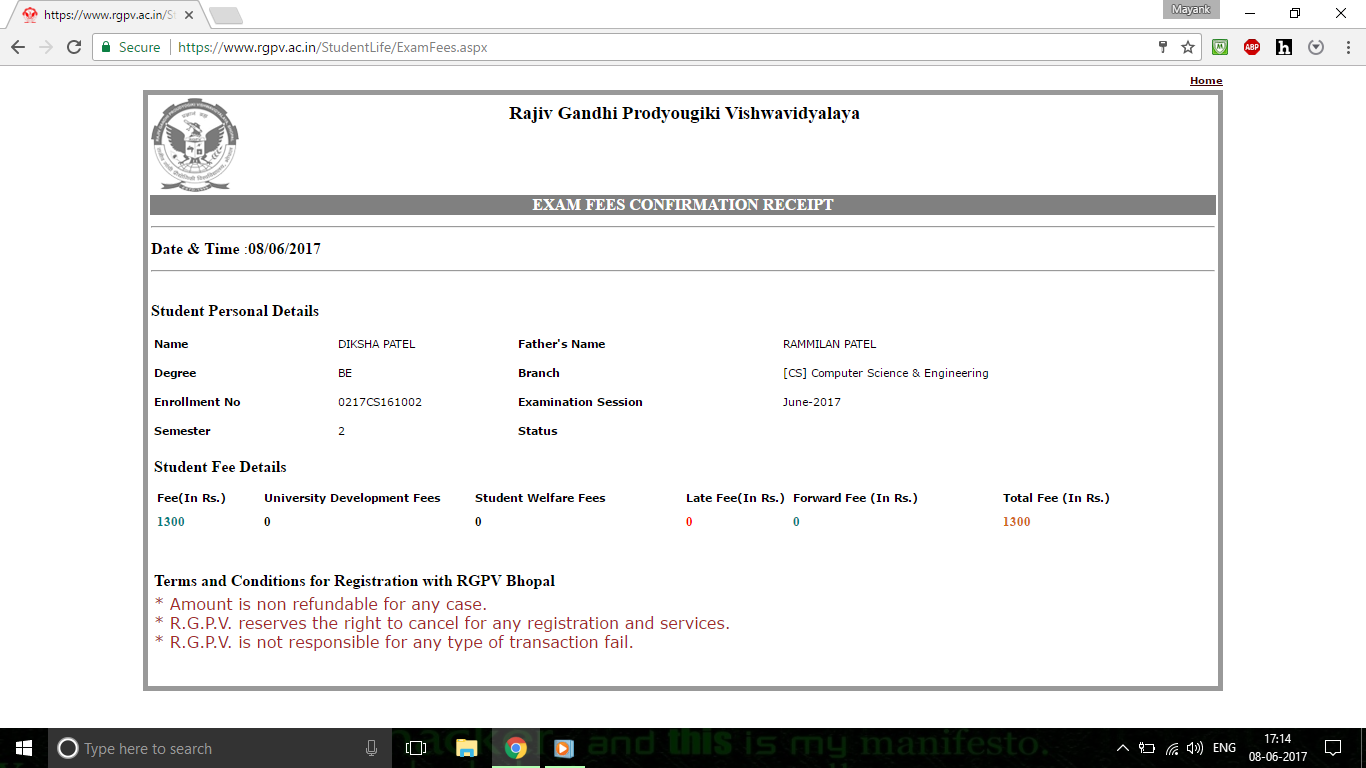 https://www.rgpv.ac.in/St
Mayank
Secure
https://www.rgpv.ac.in/StudentLife/ExamFees.aspx
ABP
h
Home
Rajiv Gandhi Prodyougiki Vishwavidyalaya
EXAM FEES CONFIRMATION RECEIPT
Date & Time :08/06/2017
Student Personal Details
Name DIKSHA PATEL Father's Name RAMMILAN PATEL
Degree BE Branch [CS] Computer Science & Engineering
Enrollment No 0217CS161002 Examination Session June-2017
Semester 2 Status
Student Fee Details
Fee(In Rs.) University Development Fees Student Welfare Fees Late Fee(In Rs.) Forward Fee (In Rs.) Total Fee (In Rs.)
1300 0 0 0 0 1300
Terms and Conditions for Registration with RGPV Bhopal
* Amount is non refundable for any case.
* R.G.P.V. reserves the right to cancel for any registration and services.
* R.G.P.V. is not responsible for any type of transaction fail.
Type here to search
and this is my manifesto.
ENG
17:14
08-06-2017